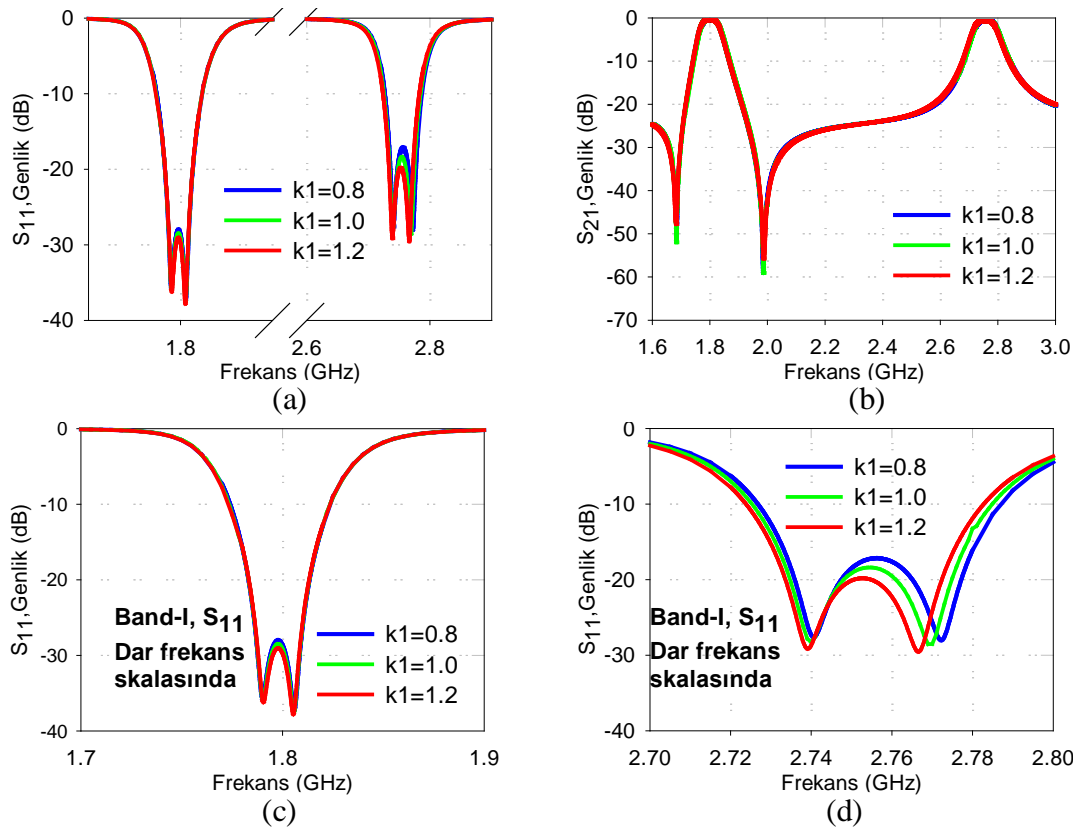 0
-10
-20
-30
-40
S11,Genlik (dB)
k1=0.8
k1=1.0
k1=1.2
1.8
2.6
2.8
Frekans (GHz)
(a)
0
-10
-20
-30
-40
-50
-60
-70
S21,Genlik (dB)
k1=0.8
k1=1.0
k1=1.2
1.6
1.8
2.0
2.2
2.4
2.6
2.8
3.0
Frekans (GHz)
(b)
0
-10
-20
-30
-40
S11,Genlik (dB)
Band-I, S11
Dar frekans
skalasında
k1=0.8
k1=1.0
k1=1.2
1.7
1.8
1.9
Frekans (GHz)
(c)
0
-10
-20
-30
-40
S11,Genlik (dB)
k1=0.8
k1=1.0
k1=1.2
Band-I, S11
Dar frekans
skalasında
2.70
2.72
2.74
2.76
2.78
2.80
Frekans (GHz)
(d)